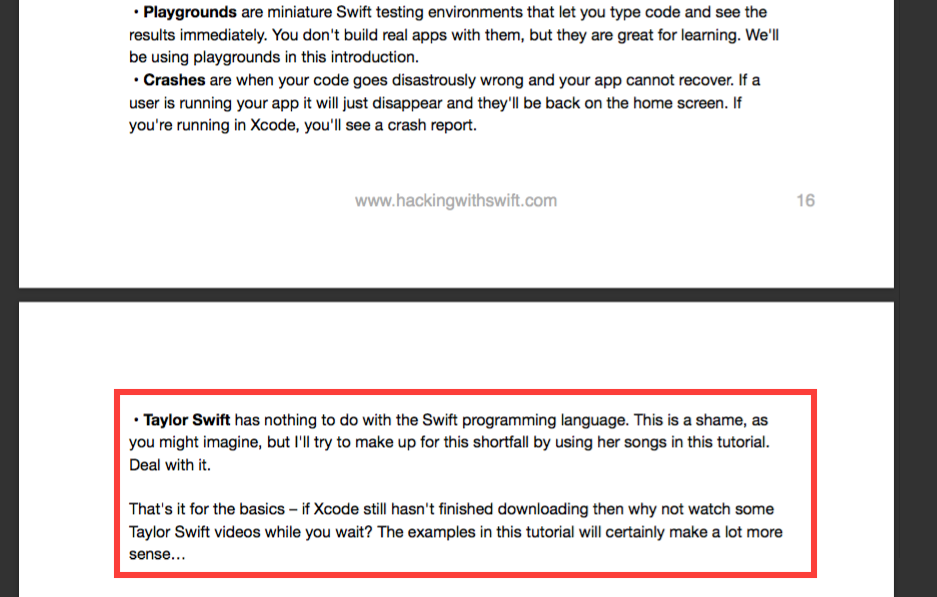 • Playgrounds are miniature Swift testing environments that let you type code and see the
results immediately. You don't build real apps with them, but they are great for learning. We'll
be using playgrounds in this introduction.
• Crashes are when your code goes disastrously wrong and your app cannot recover. If a
user is running your app it will just disappear and they'll be back on the home screen. If
you're running in Xcode, you'll see a crash report.
www.hackingwithswift.com 16
• Taylor Swift has nothing to do with the Swift programming language. This is a shame, as
you might imagine, but I'll try to make up for this shortfall by using her songs in this tutorial.
Deal with it.
That's it for the basics – if Xcode still hasn't finished downloading then why not watch some
Taylor Swift videos while you wait? The examples in this tutorial will certainly make a lot more
sense…